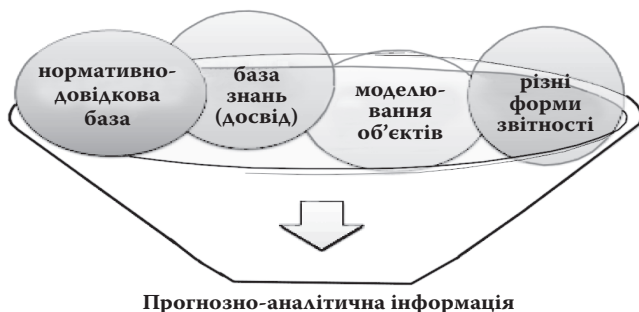 нормативно-
довідкова
база
база
знань
(досвід)
моделю-
вання
об’єктів
різні
форми
звітності
Прогнозно-аналітична інформація